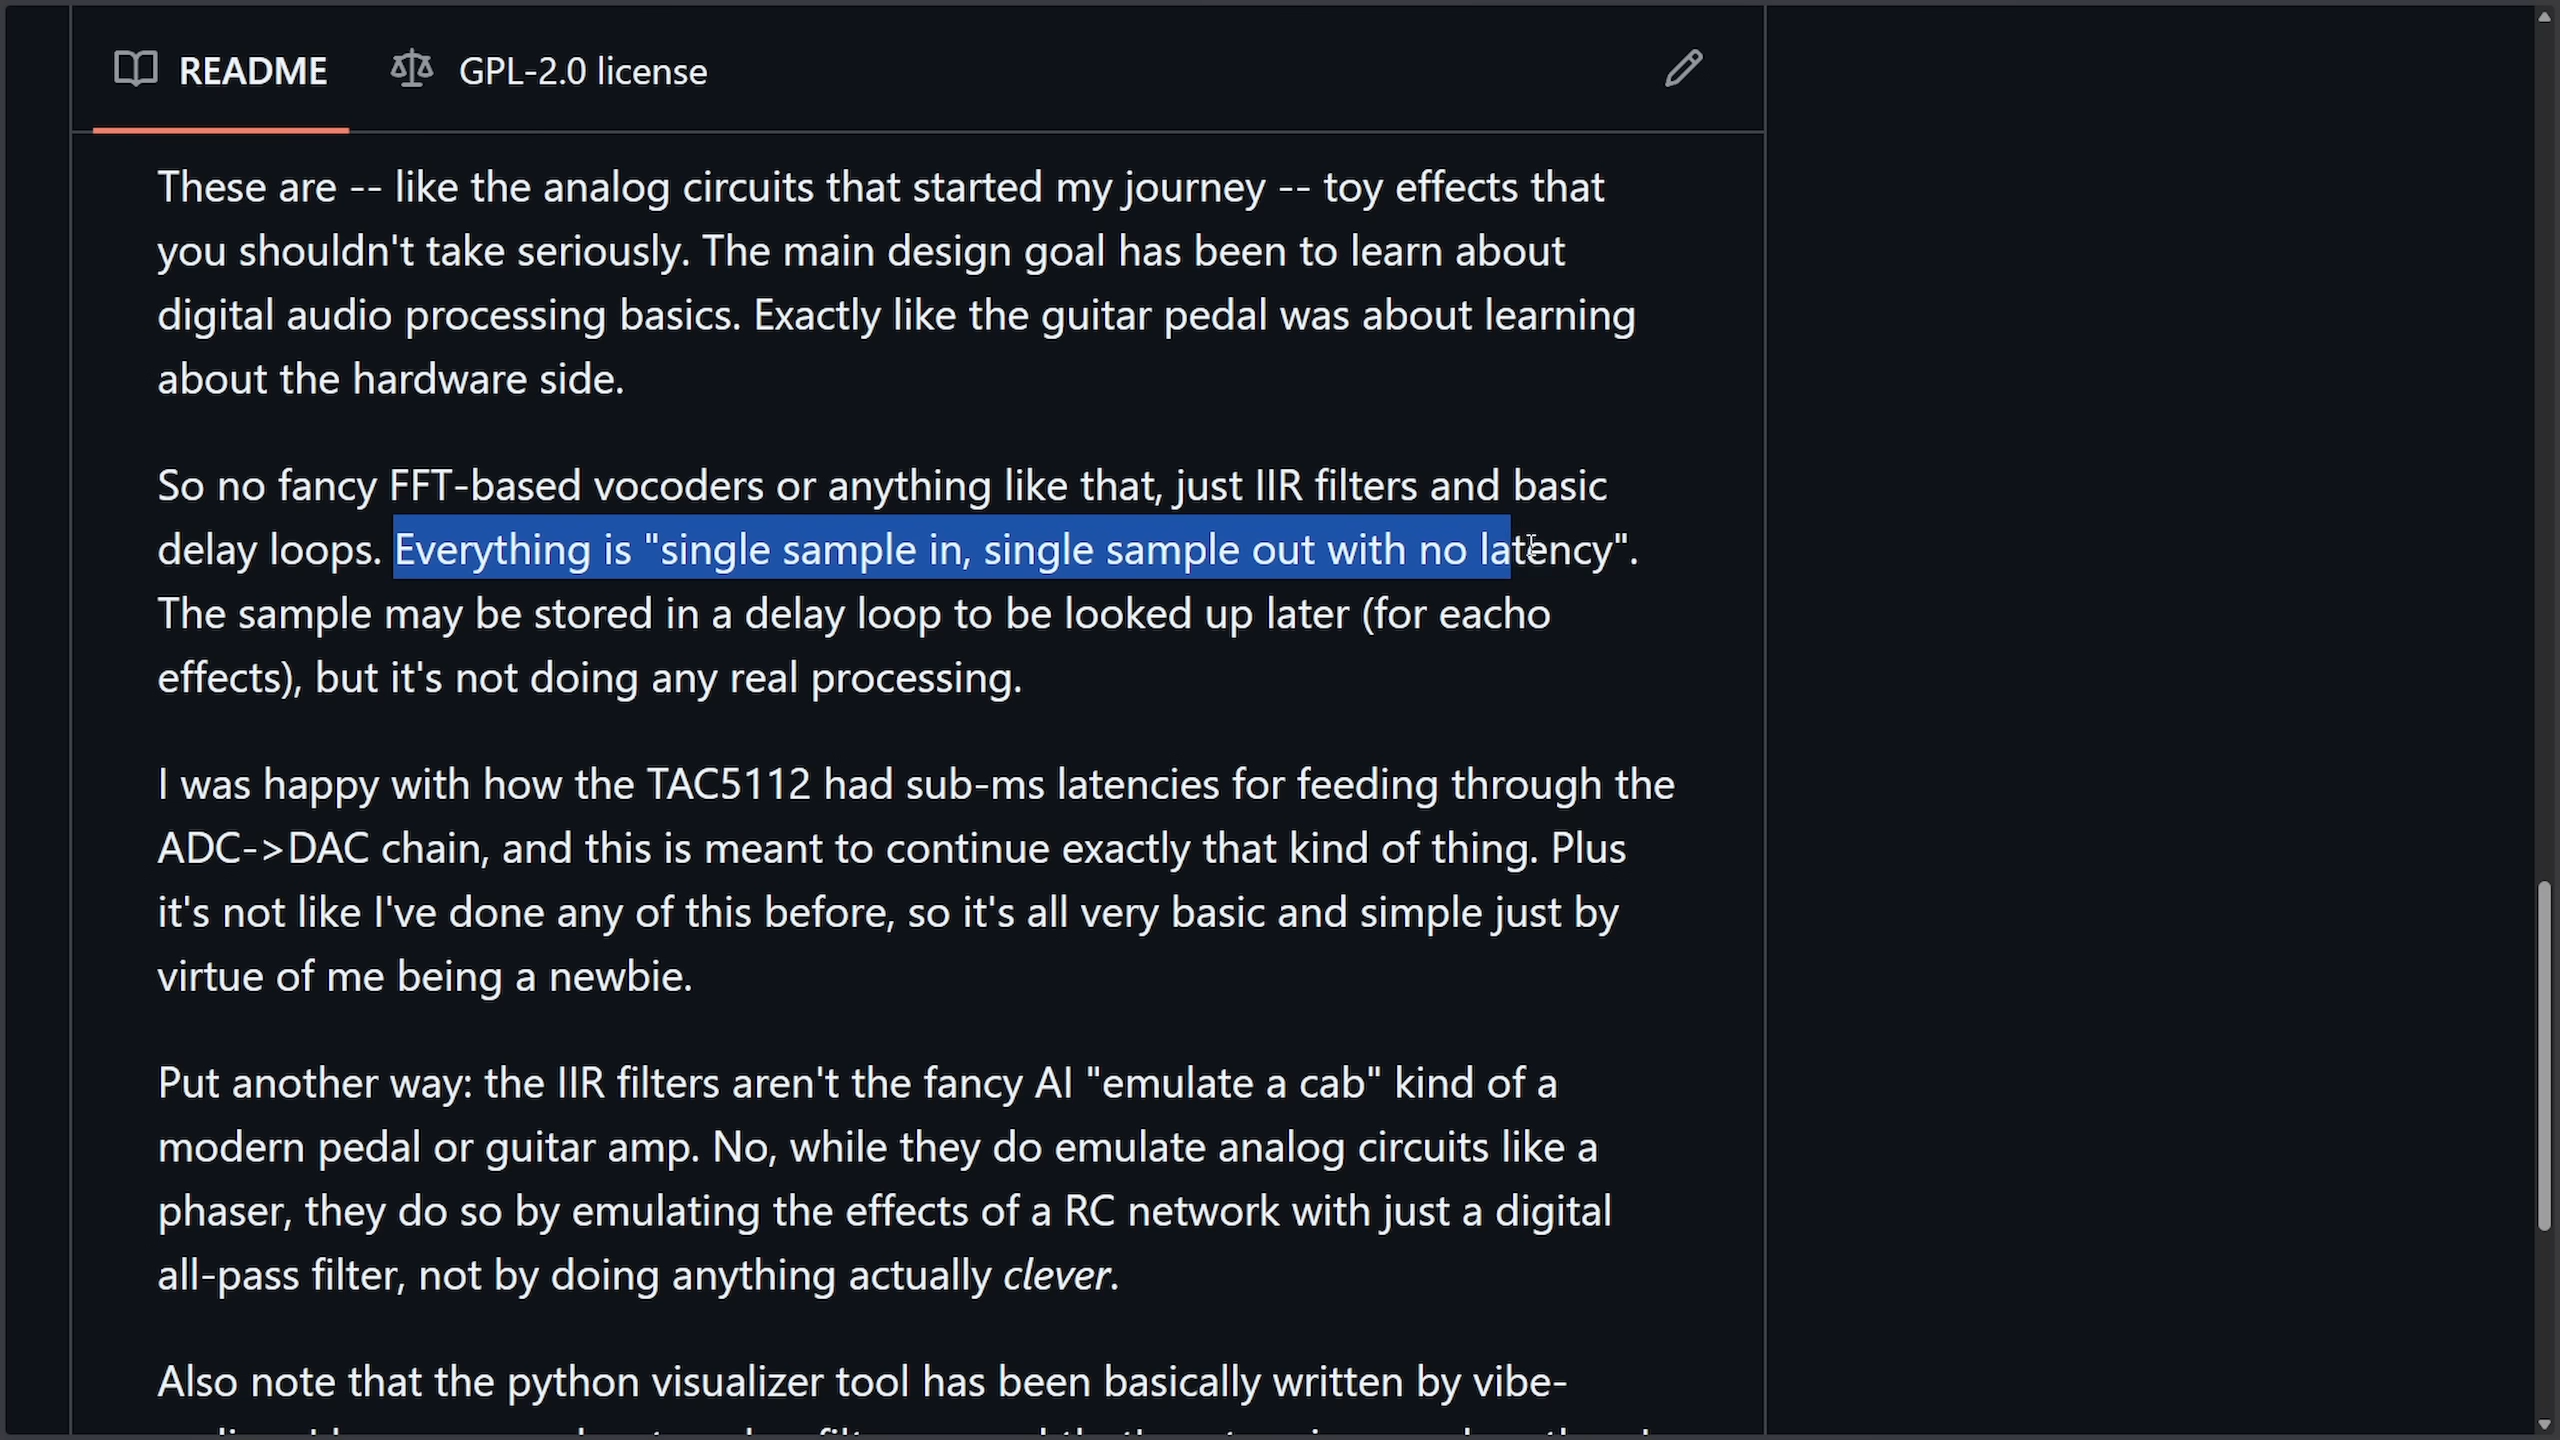 README
GPL-2.0 license
These are -- like the analog circuits that started my journey -- toy effects that
you shouldn't take seriously. The main design goal has been to learn about
digital audio processing basics. Exactly like the guitar pedal was about learning
about the hardware side.
So no fancy FFT-based vocoders or anything like that, just IIR filters and basic
delay loops. Everything is "single sample in, single sample out with no latency".
The sample may be stored in a delay loop to be looked up later (for eacho
effects), but it's not doing any real processing.
I was happy with how the TAC5112 had sub-ms latencies for feeding through the
ADC->DAC chain, and this is meant to continue exactly that kind of thing. Plus
it's not like I've done any of this before, so it's all very basic and simple just by
virtue of me being a newbie.
Put another way: the IIR filters aren't the fancy AI "emulate a cab" kind of a
modern pedal or guitar amp. No, while they do emulate analog circuits like a
phaser, they do so by emulating the effects of a RC network with just a digital
all-pass filter, not by doing anything actually clever.
Also note that the python visualizer tool has been basically written by vibe-